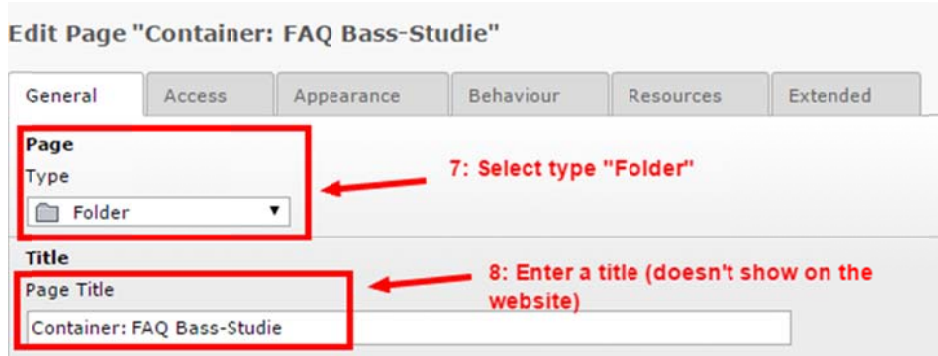 Edit Page "Container: FAQ Bass-Studie"
General Access Appearance Behaviour Resources Extended
Page
Type
Folder
7: Select type "Folder"
Title
Page Title
8: Enter a title (doesn't show on the
website)
Container: FAQ Bass-Studie